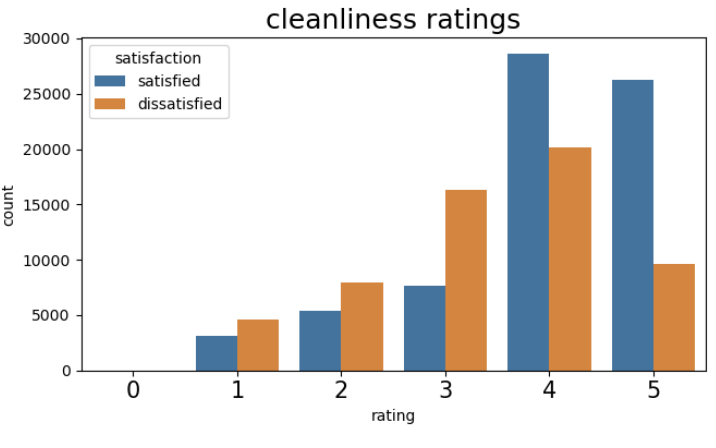 cleanliness ratings
satisfaction
satisfied
dissatisfied
count
30000
25000
20000
15000
10000
5000
0
0 1 2 3 4 5
rating